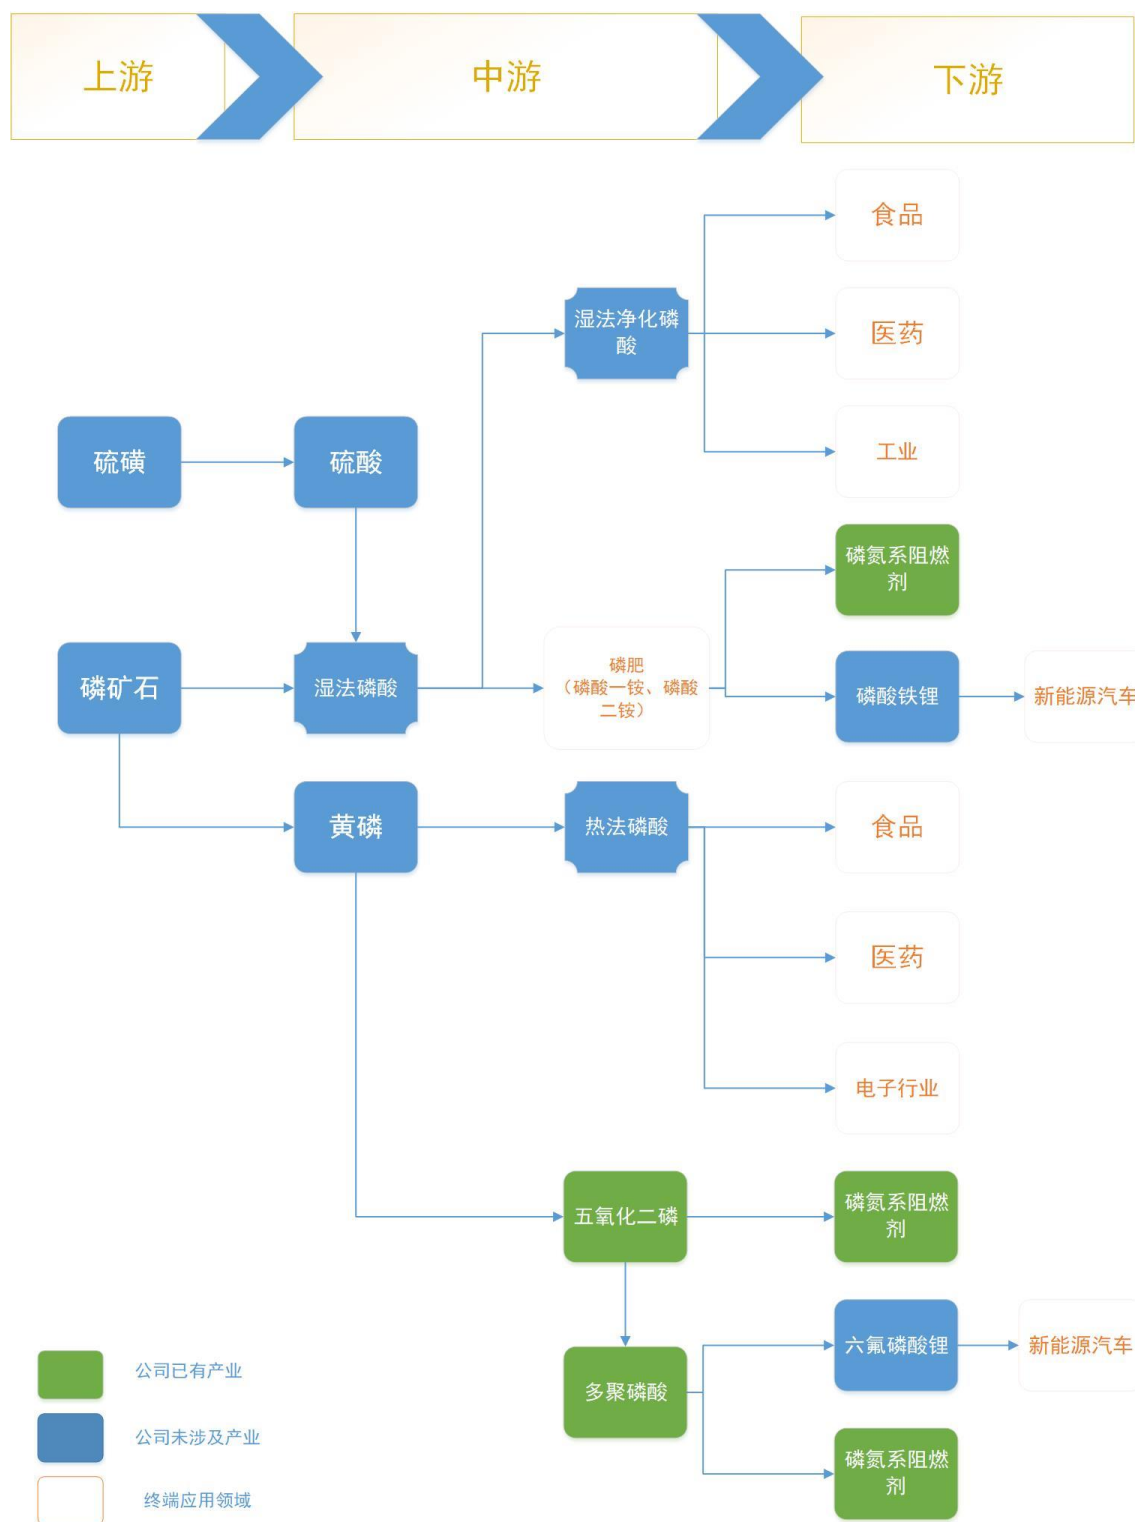 上游
中游
下游
食品
湿法净化磷
酸
医药
工业
硫磺
硫酸
磷氮系阻燃
剂
磷矿石
湿法磷酸
磷肥
（磷酸一铵、磷酸
二铵）
磷酸铁锂
新能源汽车
黄磷
热法磷酸
食品
医药
电子行业
五氧化二磷
磷氮系阻燃
剂
多聚磷酸
六氟磷酸锂
新能源汽车
磷氮系阻燃
剂
公司已有产业
公司未涉及产业
终端应用领域